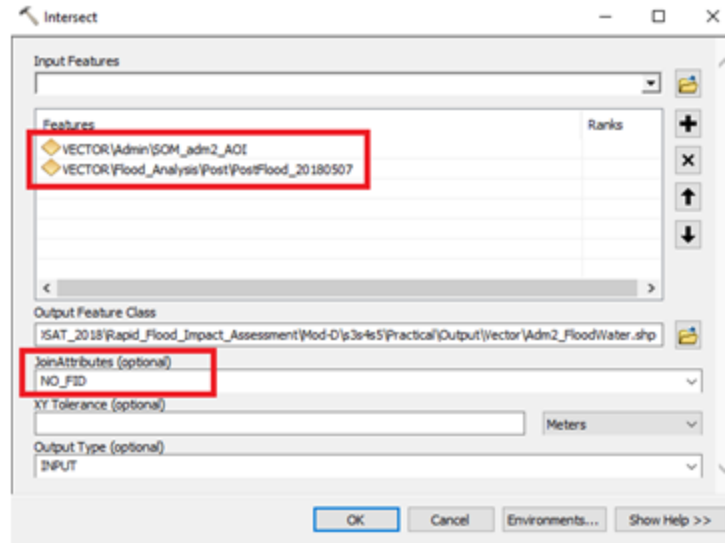 Intersect
Input Features
Features Ranks
VECTOR\Admin\SOM_adm2_AOI
VECTOR\Flood_Analysis\Post\PostFlood_20180507
Output Feature Class
SAT_2018\Rapid_Flood_Impact_Assessment\Mod-D\s3s4s5\Practical\Output\Vector\Adm2_FloodWater.shp
JoinAttributes (optional)
NO_FID
XY Tolerance (optional)
Meters
Output Type (optional)
INPUT
OK Cancel Environments... Show Help >>